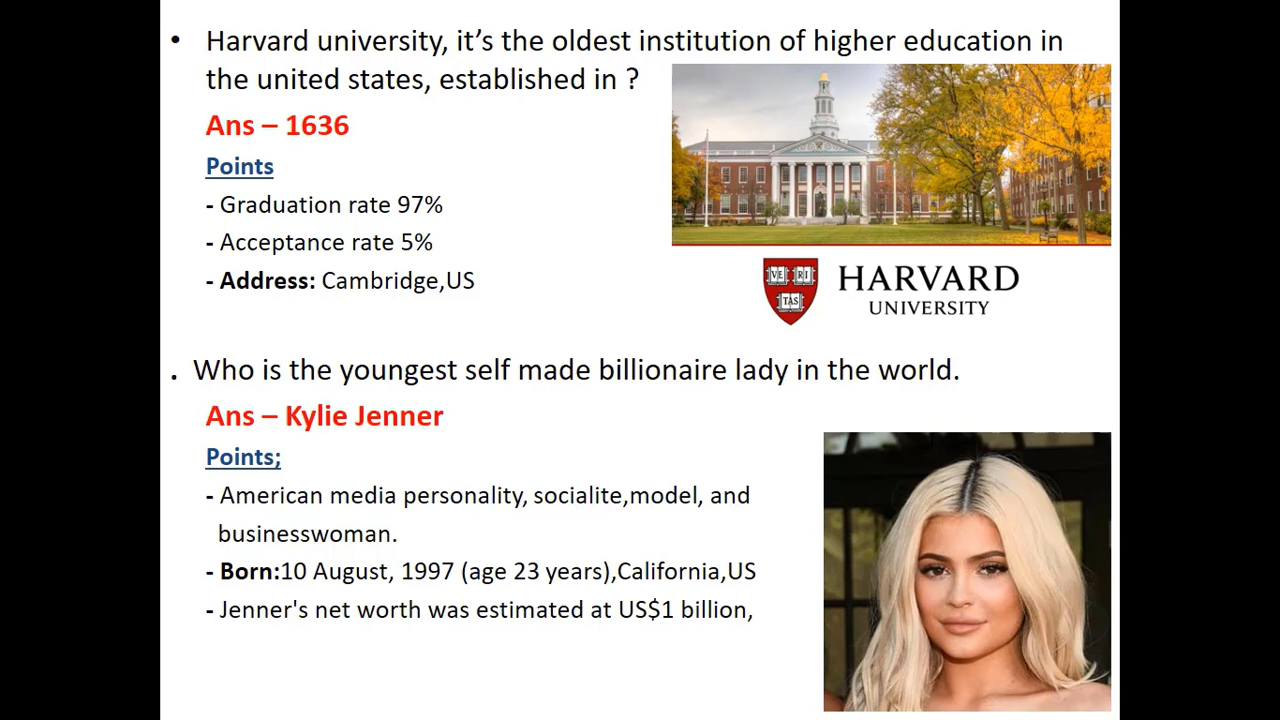 • Harvard university, it’s the oldest institution of higher education in
the united states, established in ?
Ans – 1636
Points
- Graduation rate 97%
- Acceptance rate 5%
- Address: Cambridge,US
VE RI
TAS
HARVARD
UNIVERSITY
. Who is the youngest self made billionaire lady in the world.
Ans – Kylie Jenner
Points;
- American media personality, socialite,model, and
businesswoman.
- Born:10 August, 1997 (age 23 years),California,US
- Jenner's net worth was estimated at US$1 billion,